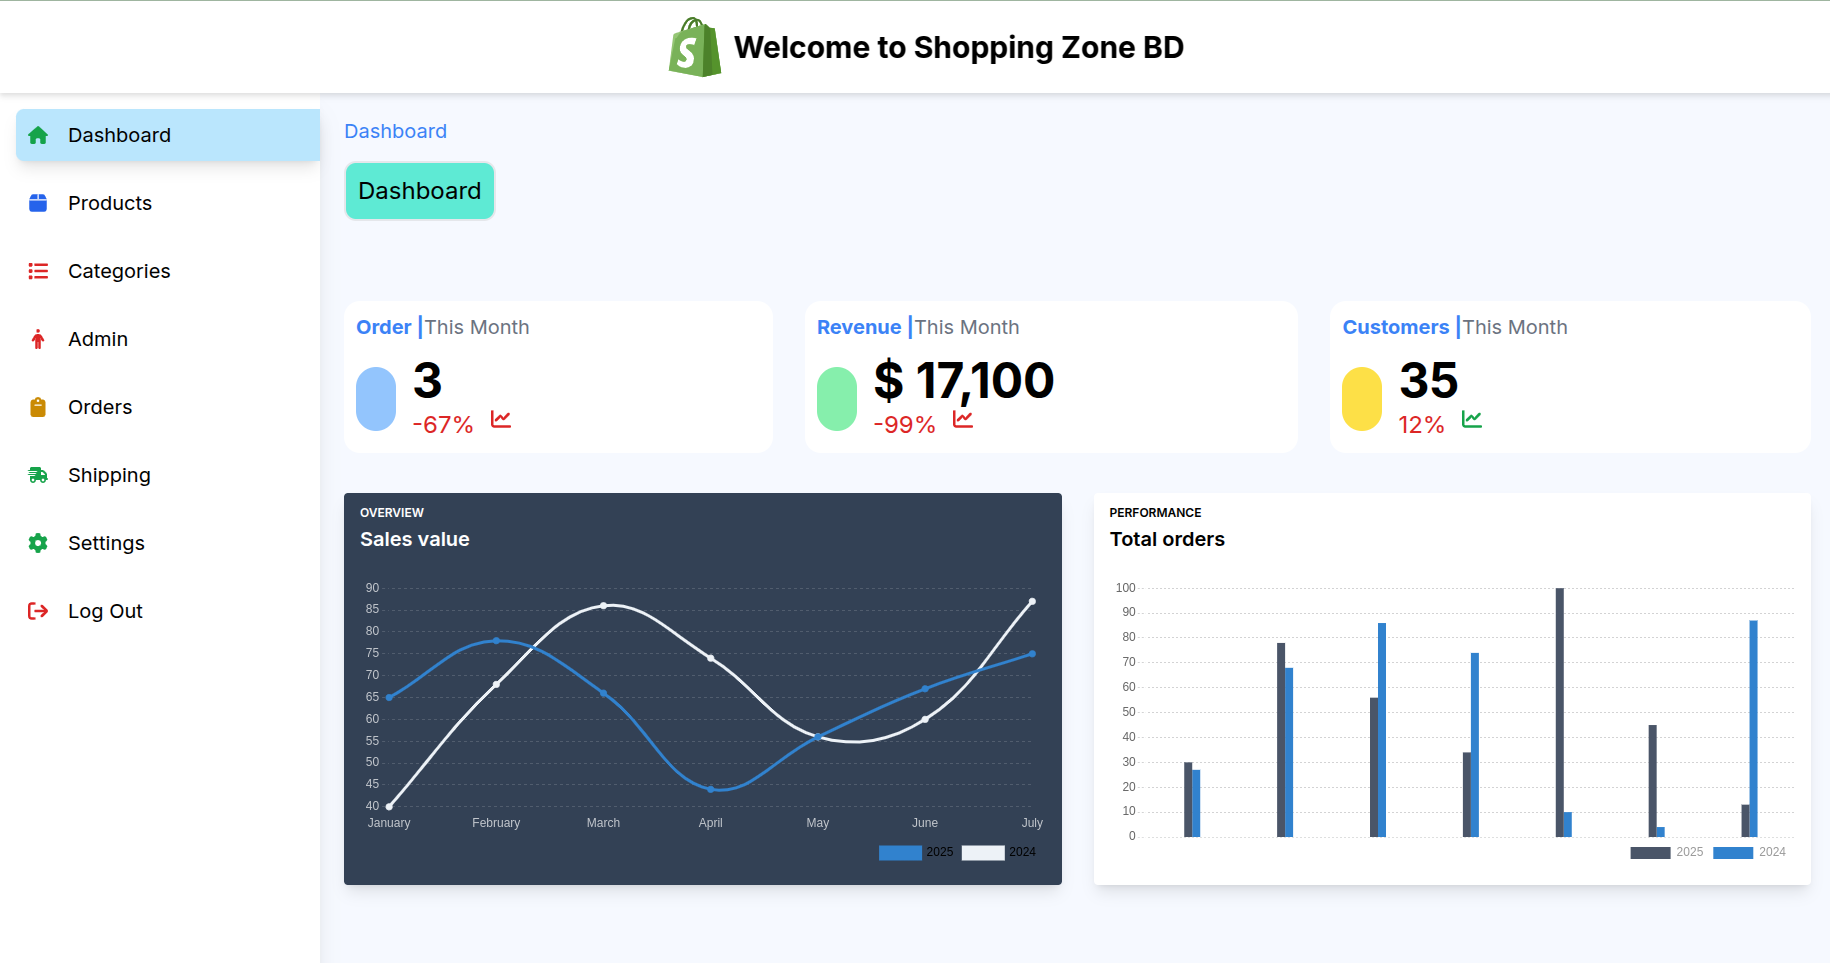 Welcome to Shopping Zone BD
Dashboard
Products
Categories
Admin
Orders
Shipping
Settings
Log Out
Dashboard
Dashboard
Order |This Month
3
-67%
Revenue |This Month
$ 17,100
-99%
Customers |This Month
35
12%
OVERVIEW
Sales value
90
85
80
75
70
65
60
55
50
45
40
January February March April May June July
2025 2024
PERFORMANCE
Total orders
100
90
80
70
60
50
40
30
20
10
0
2025 2024